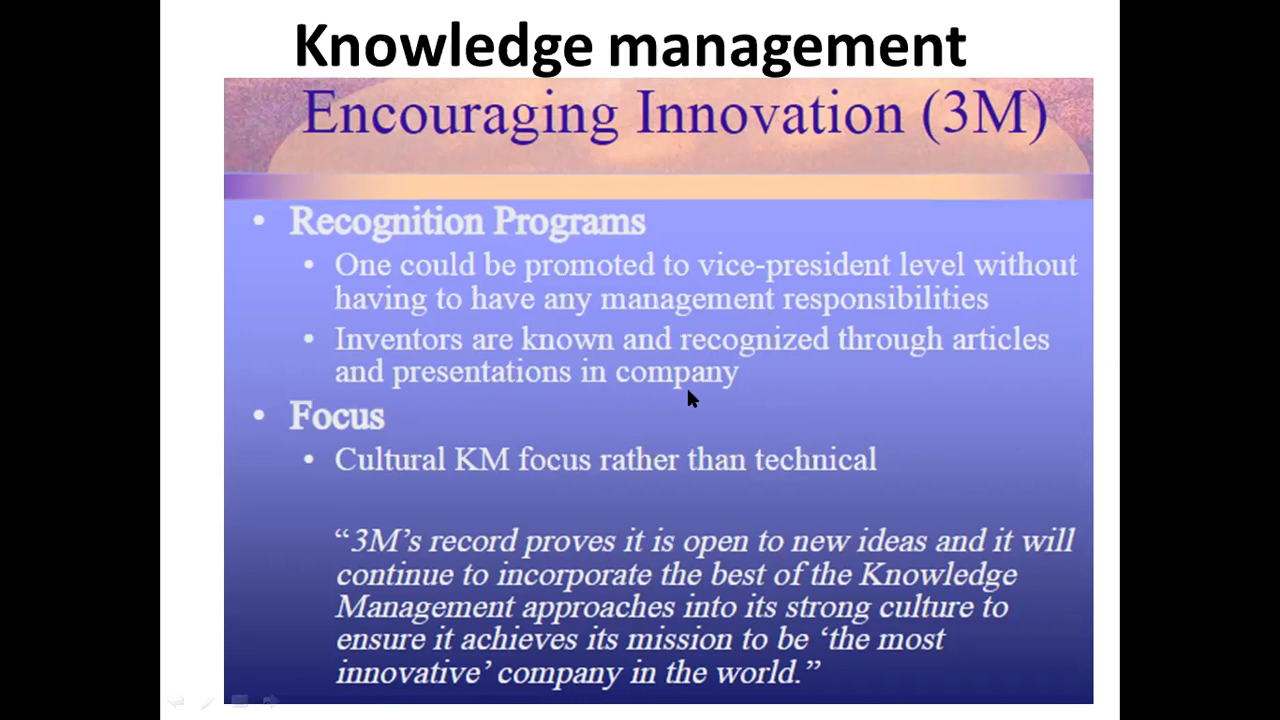 Knowledge management
Encouraging Innovation (3M)
• Recognition Programs
• One could be promoted to vice-president level without
having to have any management responsibilities
• Inventors are known and recognized through articles
and presentations in company
• Focus
• Cultural KM focus rather than technical
“3M’s record proves it is open to new ideas and it will
continue to incorporate the best of the Knowledge
Management approaches into its strong culture to
ensure it achieves its mission to be ‘the most
innovative’ company in the world.”